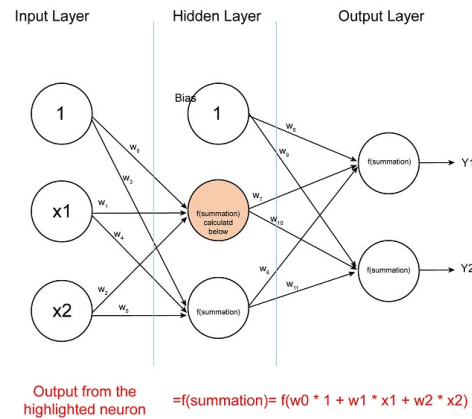 Input Layer
Hidden Layer
Output Layer
1
Bias
1
w₀
w₃
w₆
w₉
f(summation)
Y1
x1
w₁
w₄
f(summation)
calculatd
below
w₇
w₁₀
x2
w₂
w₅
f(summation)
w₈
w₁₁
f(summation)
Y2
Output from the
highlighted neuron
=f(summation)= f(w0 * 1 + w1 * x1 + w2 * x2)